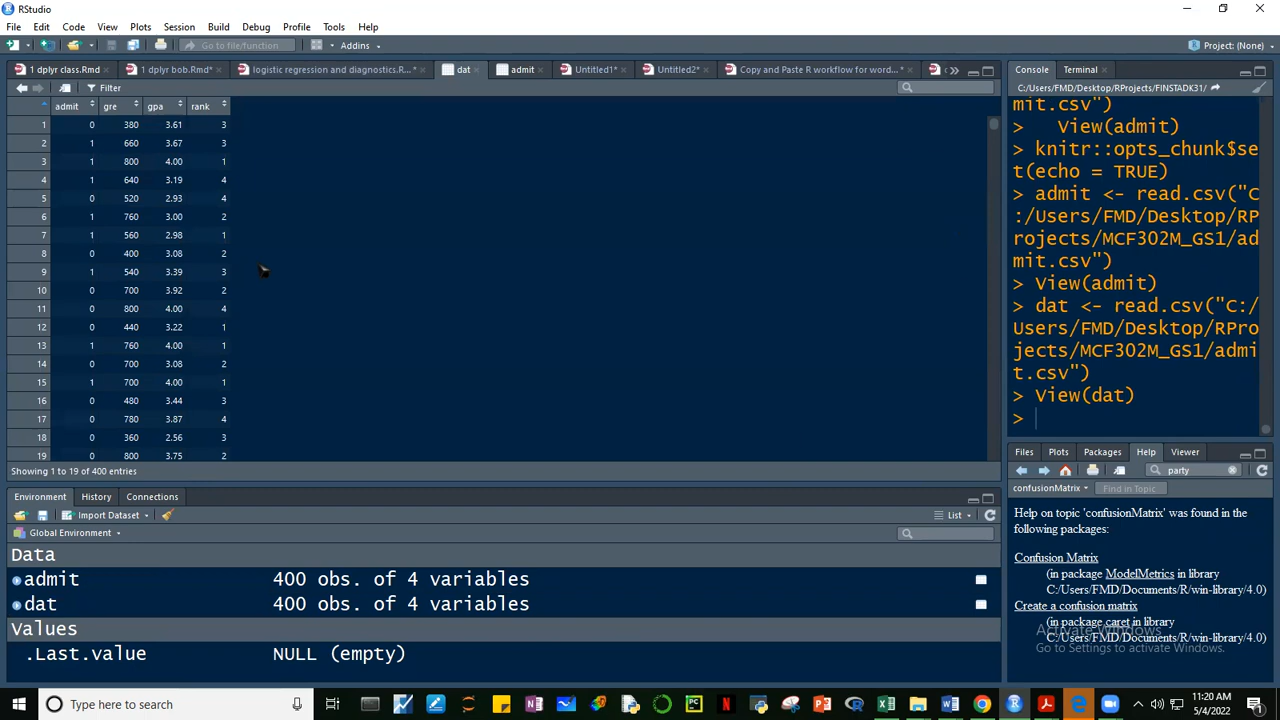 RStudio
File Edit Code View Plots Session Build Debug Profile Tools Help
Go to file/function Addins Project: (None)
1 dplyr class.Rmd 1 dplyr bob.Rmd* logistic regression and diagnostics.R...* dat admit Untitled1* Untitled2* Copy and Paste R workflow for word...*
Filter
admit gre gpa rank
1 0 380 3.61 3
2 1 660 3.67 3
3 1 800 4.00 1
4 1 640 3.19 4
5 0 520 2.93 4
6 1 760 3.00 2
7 1 560 2.98 1
8 0 400 3.08 2
9 1 540 3.39 3
10 0 700 3.92 2
11 0 800 4.00 4
12 0 440 3.22 1
13 1 760 4.00 1
14 0 700 3.08 2
15 1 700 4.00 1
16 0 480 3.44 3
17 0 780 3.87 4
18 0 360 2.56 3
19 0 800 3.75 2
Showing 1 to 19 of 400 entries
Environment History Connections
Import Dataset List
Global Environment
Data
admit 400 obs. of 4 variables
dat 400 obs. of 4 variables
Values
.Last.value NULL (empty)
Console Terminal
C:/Users/FMD/Desktop/RProjects/FINSTADK31/
mit.csv")
> View(admit)
> knitr::opts_chunk$se
t(echo = TRUE)
> admit <- read.csv("C
:/Users/FMD/Desktop/RP
rojects/MCF302M_GS1/ad
mit.csv")
> View(admit)
> dat <- read.csv("C:/
Users/FMD/Desktop/RPro
jects/MCF302M_GS1/admi
t.csv")
> View(dat)
>
Files Plots Packages Help Viewer
party
confusionMatrix Find in Topic
Help on topic 'confusionMatrix' was found in the
following packages:
Confusion Matrix
(in package ModelMetrics in library
C:/Users/FMD/Documents/R/win-library/4.0)
Create a confusion matrix
(in package caret in library
C:/Users/FMD/Documents/R/win-library/4.0)
Activate Windows
Go to Settings to activate Windows.
Type here to search
11:20 AM
5/4/2022